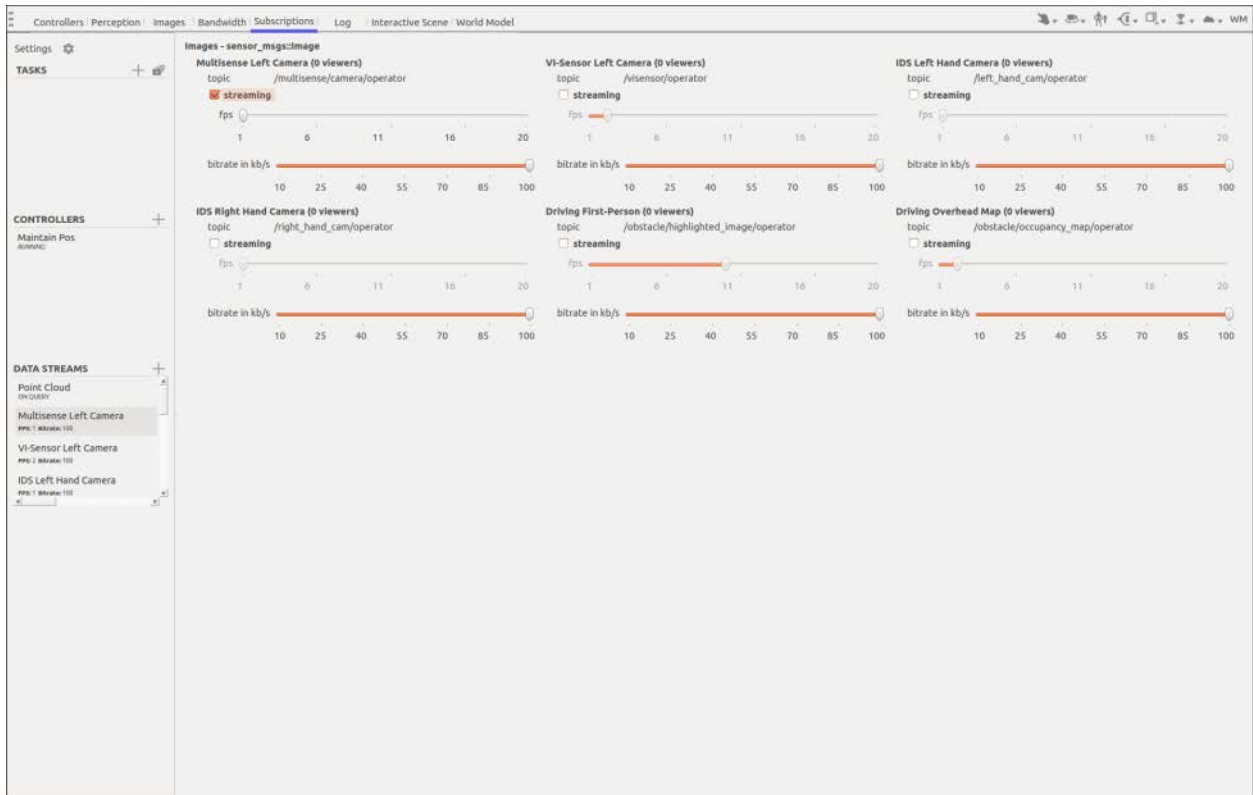 Controllers Perception Images Bandwidth Subscriptions Log Interactive Scene World Model WM
Settings
TASKS
CONTROLLERS
Maintain Pos
RUNNING
DATA STREAMS
Point Cloud
ON QUERY
Multisense Left Camera
FPS: 1 Bitrate: 100
VI-Sensor Left Camera
FPS: 2 Bitrate: 100
IDS Left Hand Camera
FPS: 1 Bitrate: 100
Images - sensor_msgs::Image
Multisense Left Camera (0 viewers)
topic /multisense/camera/operator
streaming
fps
1 6 11 16 20
bitrate in kb/s
10 25 40 55 70 85 100
VI-Sensor Left Camera (0 viewers)
topic /visensor/operator
streaming
fps
1 6 11 16 20
bitrate in kb/s
10 25 40 55 70 85 100
IDS Left Hand Camera (0 viewers)
topic /left_hand_cam/operator
streaming
fps
1 6 11 16 20
bitrate in kb/s
10 25 40 55 70 85 100
IDS Right Hand Camera (0 viewers)
topic /right_hand_cam/operator
streaming
fps
1 6 11 16 20
bitrate in kb/s
10 25 40 55 70 85 100
Driving First-Person (0 viewers)
topic /obstacle/highlighted_image/operator
streaming
fps
1 6 11 16 20
bitrate in kb/s
10 25 40 55 70 85 100
Driving Overhead Map (0 viewers)
topic /obstacle/occupancy_map/operator
streaming
fps
1 6 11 16 20
bitrate in kb/s
10 25 40 55 70 85 100